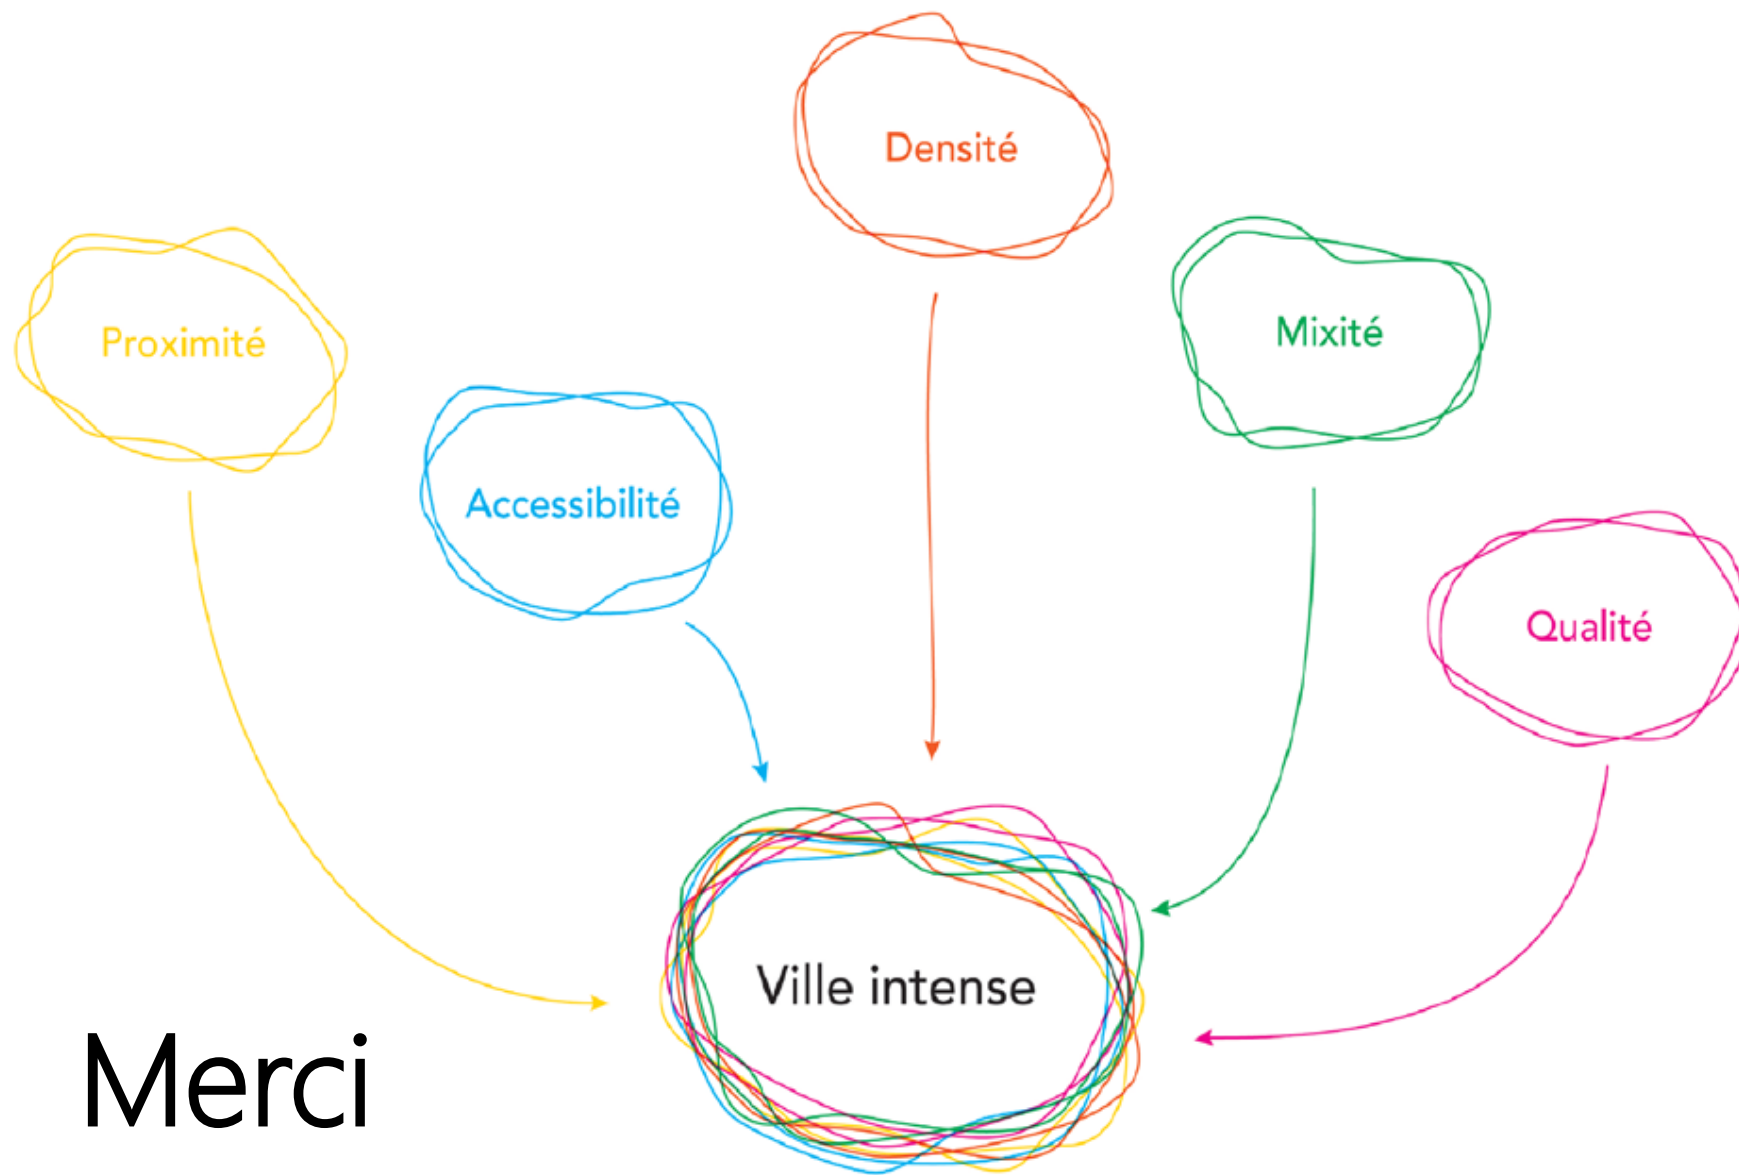 Densité
Proximité
Mixité
Accessibilité
Qualité
Ville intense
Merci